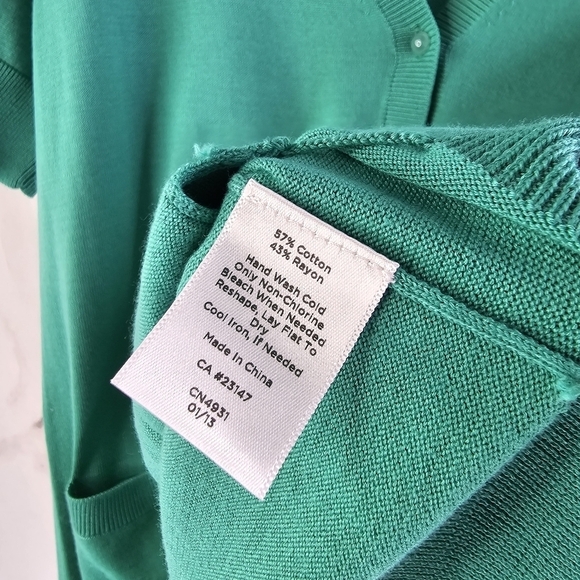 57% Cotton
43% Rayon
Hand Wash Cold
Only Non-Chlorine
Bleach When Needed
Reshape, Lay Flat To
Dry
Cool Iron, If Needed
Made In China
CA #23147
CN4931
01/13